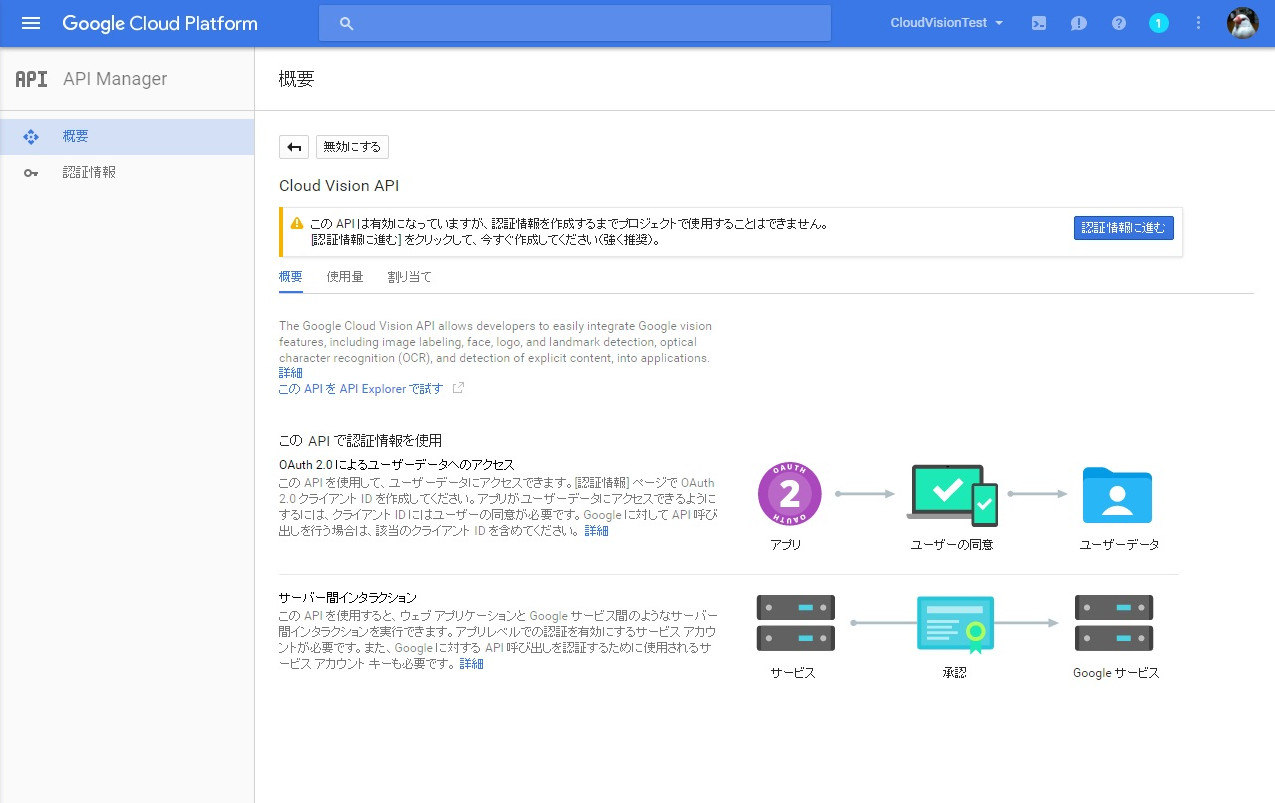 Google Cloud Platform
CloudVisionTest
1
API API Manager
概要
概要
認証情報
無効にする
Cloud Vision API
この APIは有効になっていますが、認証情報を作成するまでプロジェクトで使用することはできません。
[認証情報に進む] をクリックして、今すぐ作成してください(強く推奨)。
認証情報に進む
概要 使用量 割り当て
The Google Cloud Vision API allows developers to easily integrate Google vision
features, including image labeling, face, logo, and landmark detection, optical
character recognition (OCR), and detection of explicit content, into applications.
詳細
この API を API Explorer で試す
この API で認証情報を使用
OAuth 2.0によるユーザーデータへのアクセス
この API を使用して、ユーザーデータにアクセスできます。[認証情報] ページで OAuth
2.0 クライアント ID を作成してください。アプリがユーザーデータにアクセスできるように
するには、クライアント IDにはユーザーの同意が必要です。Google に対して API 呼び
出しを行う場合は、該当のクライアント ID を含めてください。 詳細
OAUTH
2
OAUTH
アプリ ユーザーの同意 ユーザーデータ
サーバー間インタラクション
この API を使用すると、ウェブ アプリケーションと Google サービス間のようなサーバー
間インタラクションを実行できます。アプリレベルでの認証を有効にするサービス アカウ
ントが必要です。また、Google に対する API 呼び出しを認証するために使用されるサ
ービス アカウント キーも必要です。 詳細
サービス 承認 Google サービス